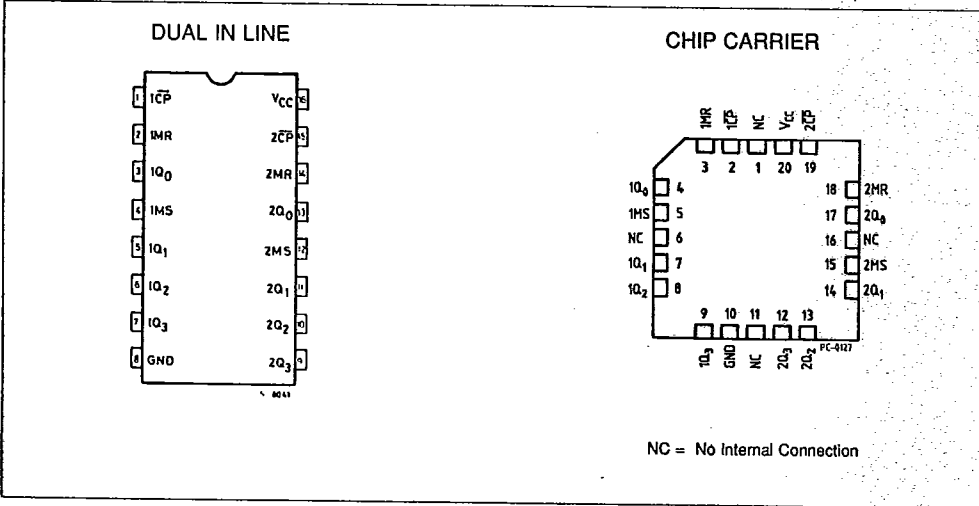 DUAL IN LINE
1 1C̅P̅ VCC 16
2 1MR 2C̅P̅ 15
3 1Q0 2MR 14
4 1MS 2Q0 13
5 1Q1 2MS 12
6 1Q2 2Q1 11
7 1Q3 2Q2 10
8 GND 2Q3 9
CHIP CARRIER
1MR 1C̅P̅ NC VCC 2C̅P̅
3 2 1 20 19
1Q0 4 18 2MR
1MS 5 17 2Q0
NC 6 16 NC
1Q1 7 15 2MS
1Q2 8 14 2Q1
9 10 11 12 13
1Q3 GND NC 2Q3 2Q2
PC-0127
NC = No Internal Connection